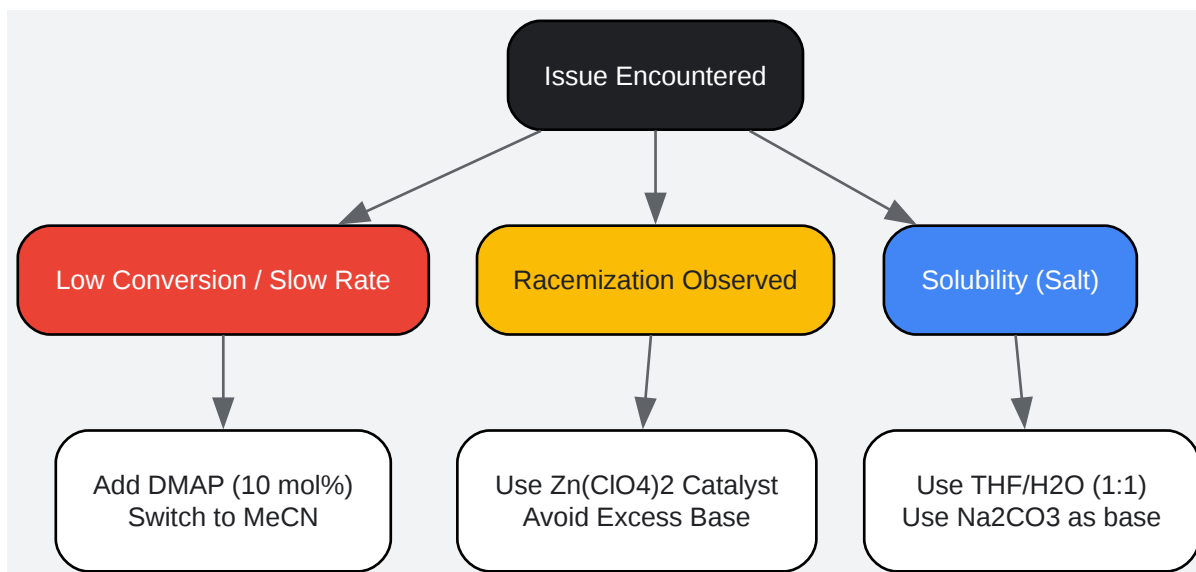 Issue Encountered
Low Conversion / Slow Rate
Racemization Observed
Solubility (Salt)
Add DMAP (10 mol%)
Switch to MeCN
Use Zn(ClO4)2 Catalyst
Avoid Excess Base
Use THF/H2O (1:1)
Use Na2CO3 as base